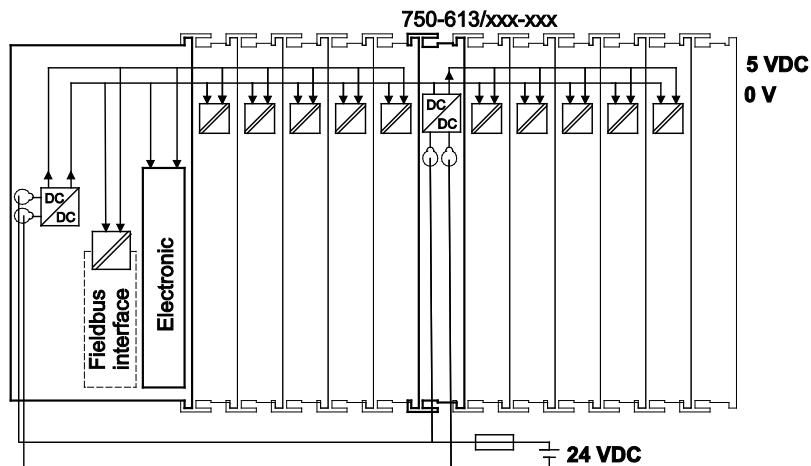 750-613/xxx-xxx
5 VDC
0 V
DC
DC
DC
DC
Fieldbus
interface
Electronic
24 VDC